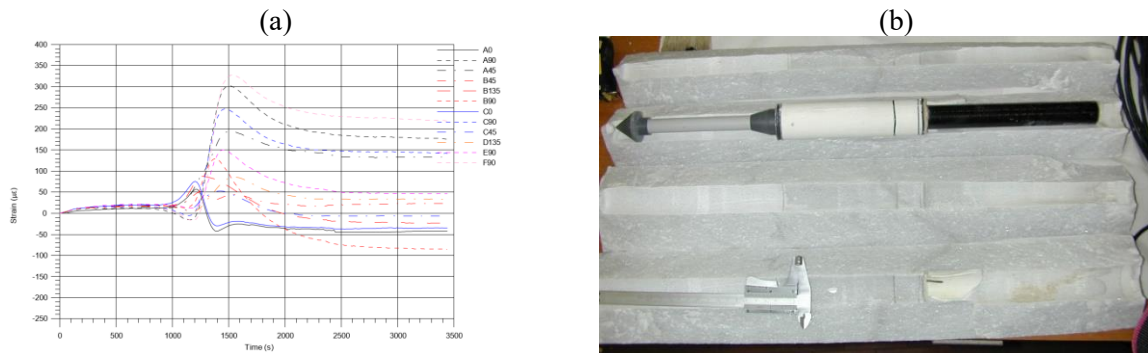 (a)
(b)
400
350
300
250
200
150
100
50
0
-50
-100
-150
-200
-250
Strain (με)
0
500
1000
1500
2000
2500
3000
3500
Time (s)
A0
A90
A45
B45
B135
B90
C0
C90
C45
D135
E90
F90